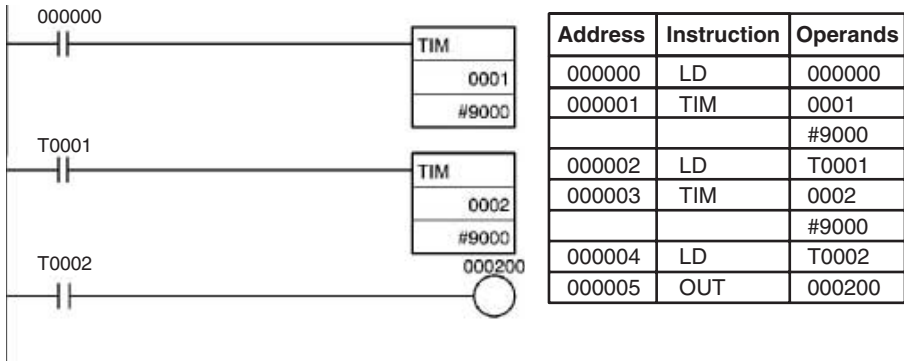 000000
TIM
0001
#9000
T0001
TIM
0002
#9000
T0002
000200
Address Instruction Operands
000000 LD 000000
000001 TIM 0001
#9000
000002 LD T0001
000003 TIM 0002
#9000
000004 LD T0002
000005 OUT 000200